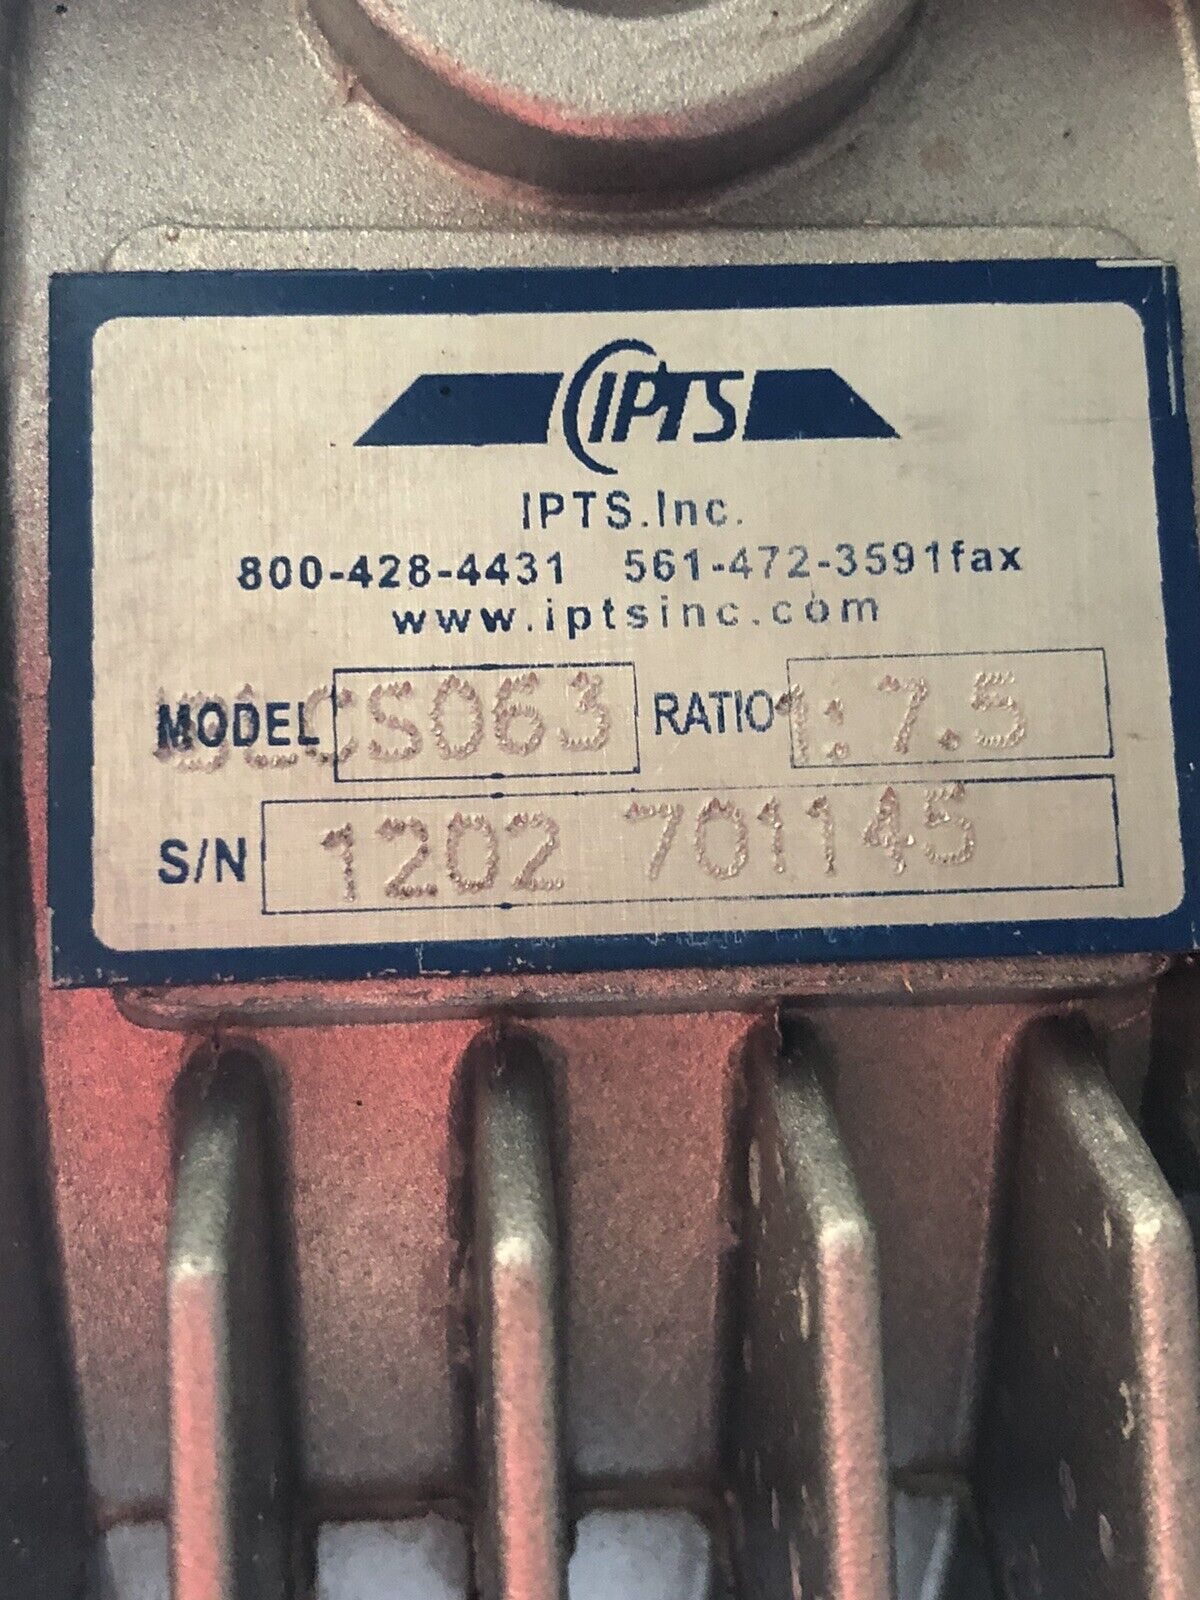 IPTS
IPTS.Inc.
800-428-4431 561-472-3591fax
www.iptsinc.com
MODEL RATIO 1:7.5
S/N 1202 701145